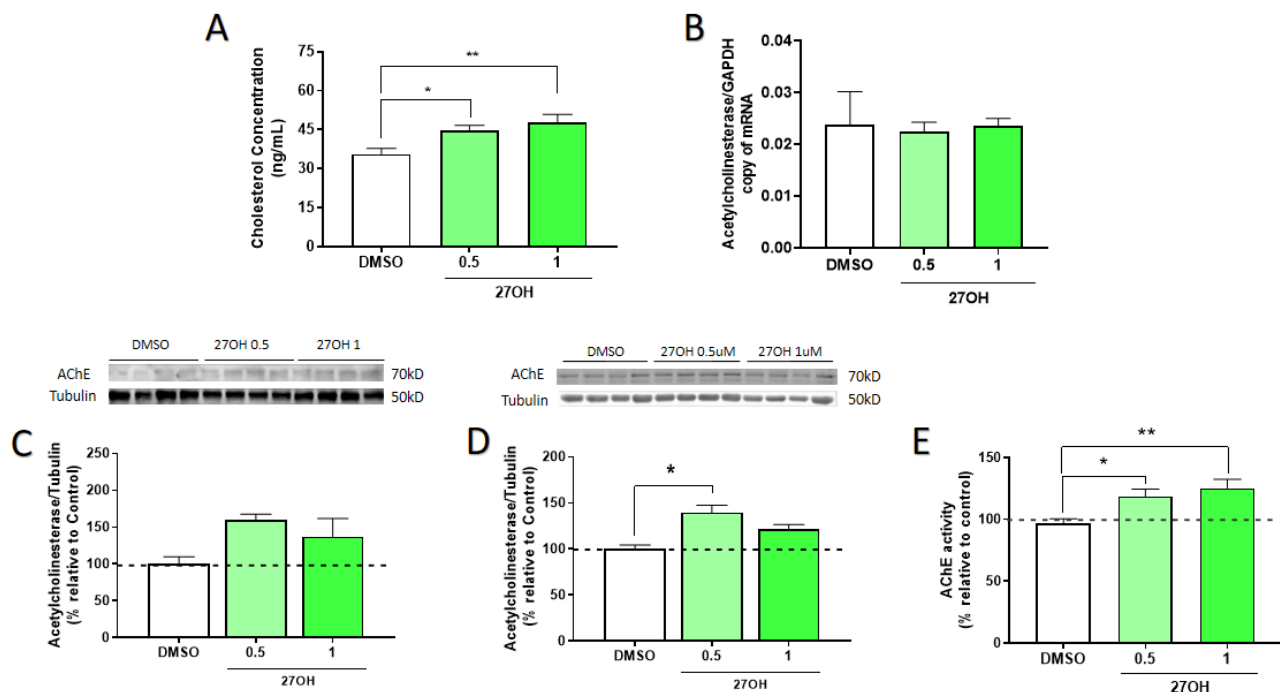 A
Cholesterol Concentration
(ng/mL)
75
60
45
30
15
0
*
**
DMSO
0.5
1
27OH
B
Acetylcholinesterase/GAPDH
copy of mRNA
0.04
0.03
0.02
0.01
0.00
DMSO
0.5
1
27OH
DMSO 27OH 0.5 27OH 1
AChE 70kD
Tubulin 50kD
C
Acetylcholinesterase/Tubulin
(% relative to Control)
250
200
150
100
50
0
DMSO
0.5
1
27OH
DMSO 27OH 0.5uM 27OH 1uM
AChE 70kD
Tubulin 50kD
D
Acetylcholinesterase/Tubulin
(% relative to Control)
200
150
100
50
0
*
DMSO
0.5
1
27OH
E
AChE activity
(% relative to control)
150
100
50
0
*
**
DMSO
0.5
1
27OH